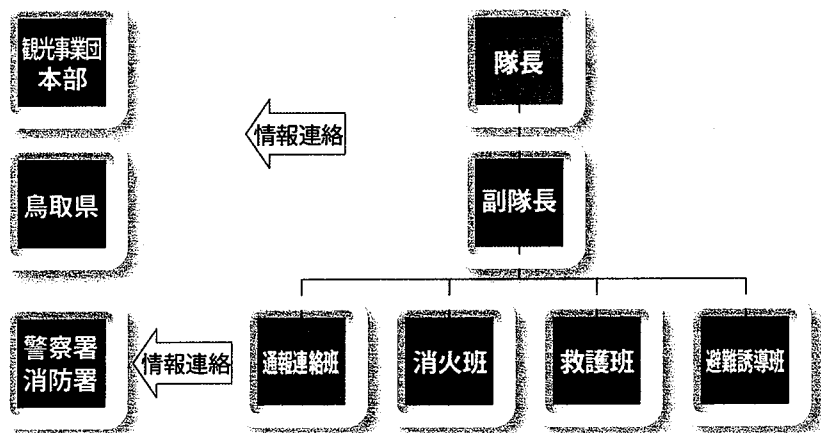 観光事業団
本部
隊長
情報連絡
鳥取県
副隊長
警察署
消防署
情報連絡
通報連絡班
消火班
救護班
避難誘導班